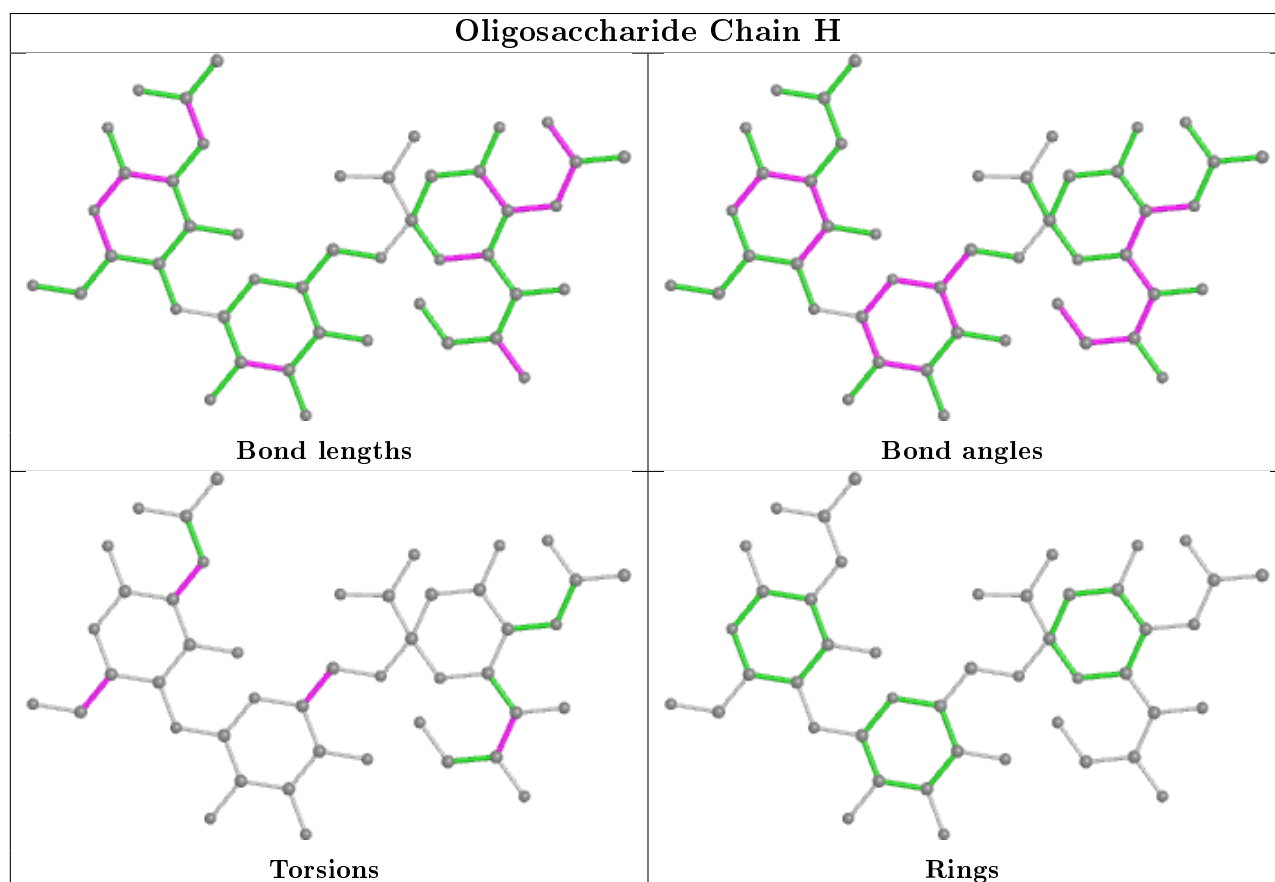 Oligosaccharide Chain H
Bond lengths
Bond angles
Torsions
Rings